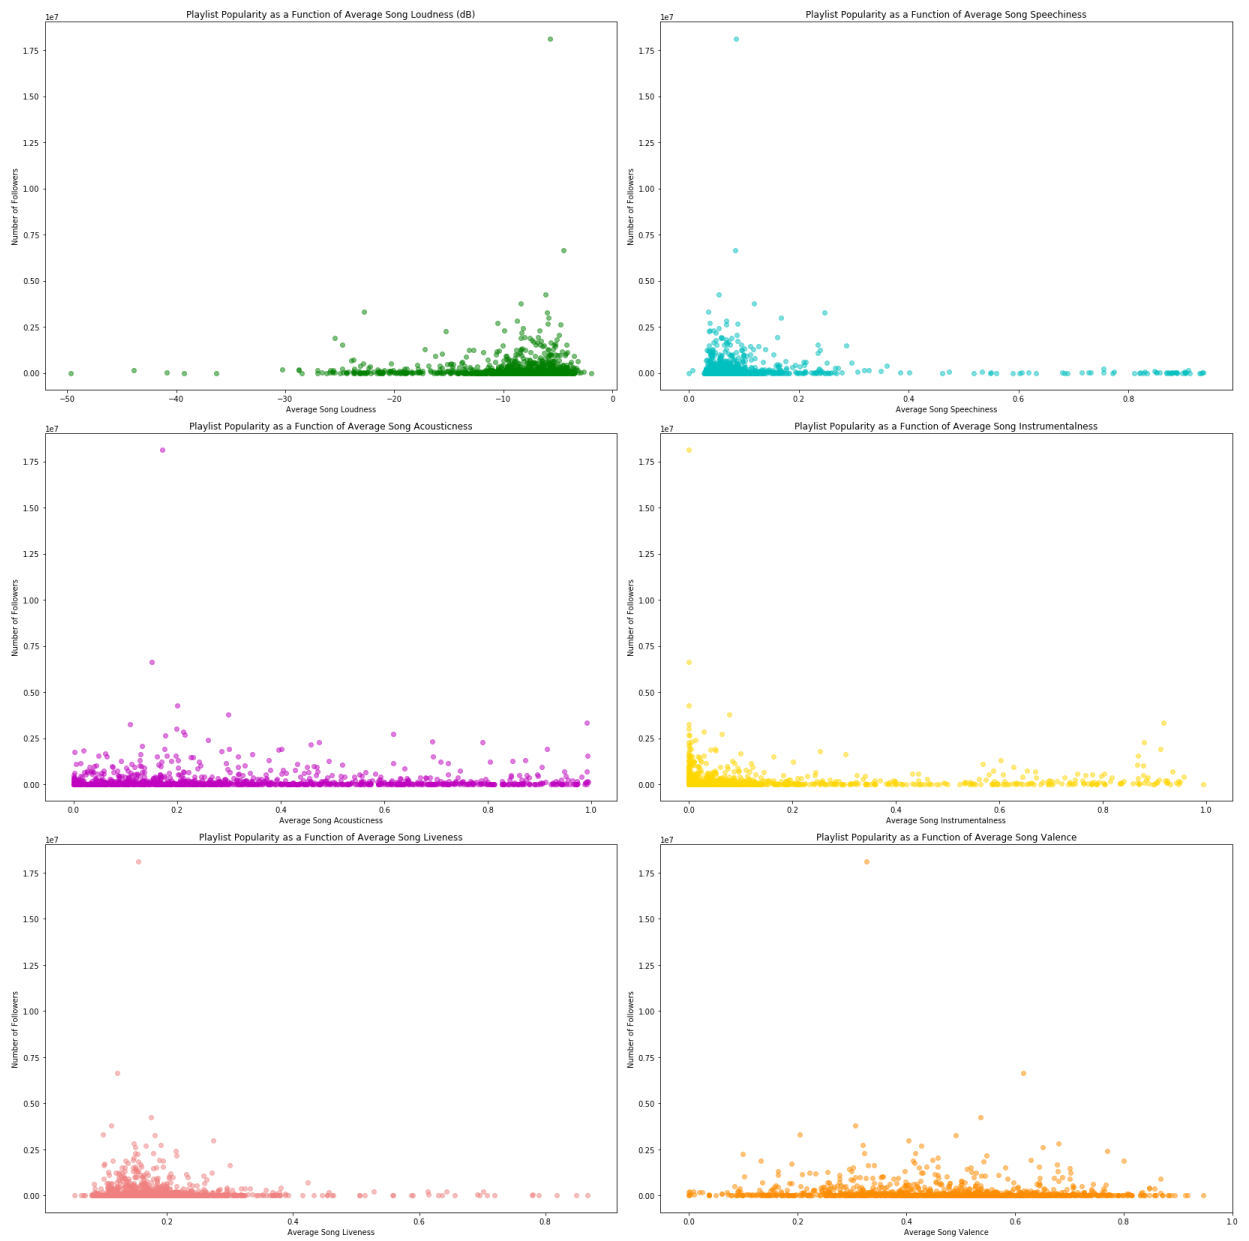 Playlist Popularity as a Function of Average Song Loudness (dB)
1e7
1.75
1.50
1.25
1.00
0.75
0.50
0.25
0.00
Number of Followers
−50 −40 −30 −20 −10 0
Average Song Loudness
Playlist Popularity as a Function of Average Song Speechiness
1e7
1.75
1.50
1.25
1.00
0.75
0.50
0.25
0.00
Number of Followers
0.0 0.2 0.4 0.6 0.8
Average Song Speechiness
Playlist Popularity as a Function of Average Song Acousticness
1e7
1.75
1.50
1.25
1.00
0.75
0.50
0.25
0.00
Number of Followers
0.0 0.2 0.4 0.6 0.8 1.0
Average Song Acousticness
Playlist Popularity as a Function of Average Song Instrumentalness
1e7
1.75
1.50
1.25
1.00
0.75
0.50
0.25
0.00
Number of Followers
0.0 0.2 0.4 0.6 0.8 1.0
Average Song Instrumentalness
Playlist Popularity as a Function of Average Song Liveness
1e7
1.75
1.50
1.25
1.00
0.75
0.50
0.25
0.00
Number of Followers
0.2 0.4 0.6 0.8
Average Song Liveness
Playlist Popularity as a Function of Average Song Valence
1e7
1.75
1.50
1.25
1.00
0.75
0.50
0.25
0.00
Number of Followers
0.0 0.2 0.4 0.6 0.8 1.0
Average Song Valence